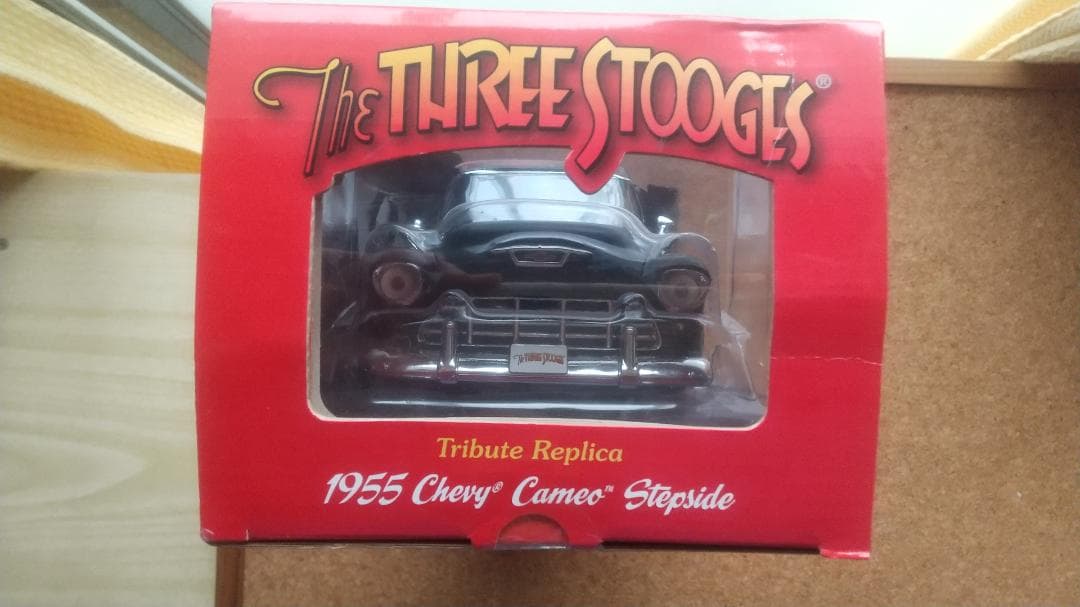 The THREE STOOGES®
The THREE STOOGES
Tribute Replica
1955 Chevy® Cameo™ Stepside